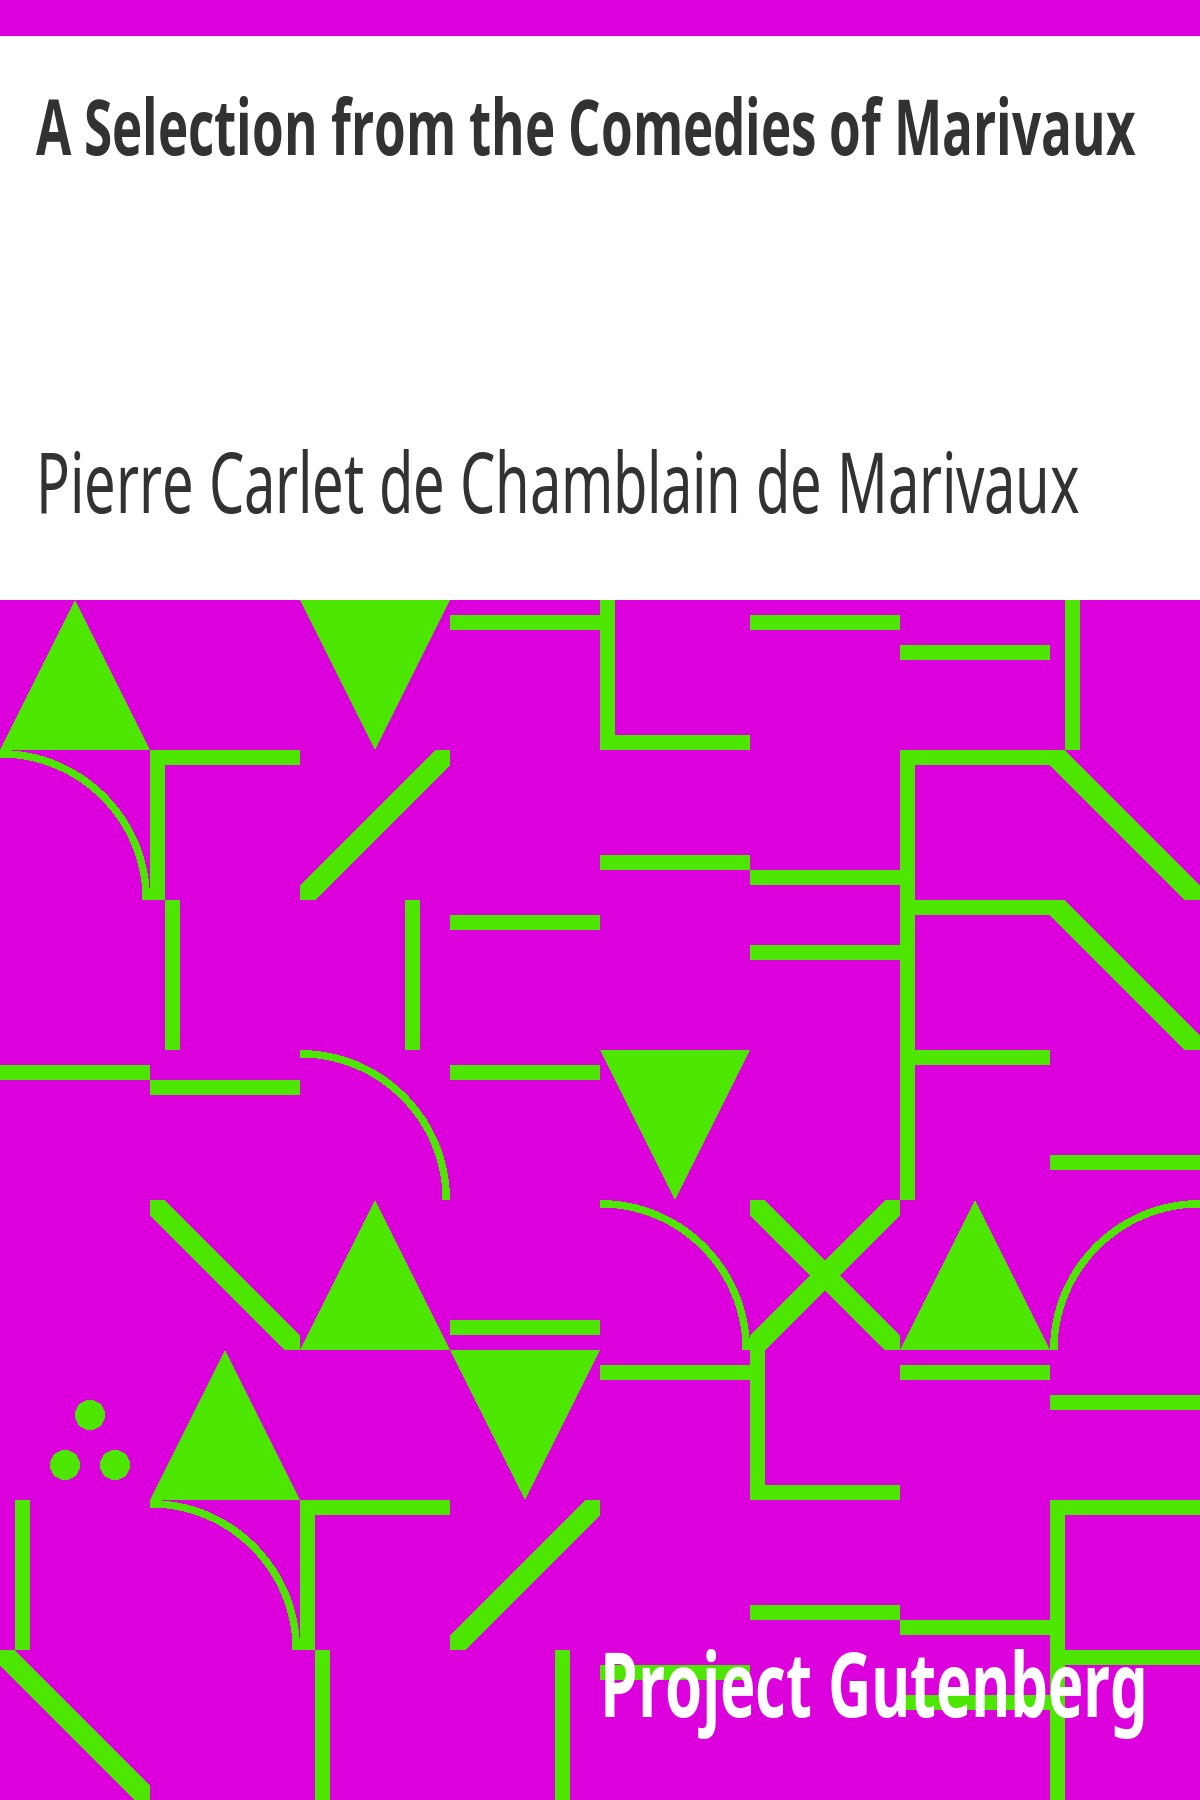 A Selection from the Comedies of Marivaux
Pierre Carlet de Chamblain de Marivaux
Project Gutenberg